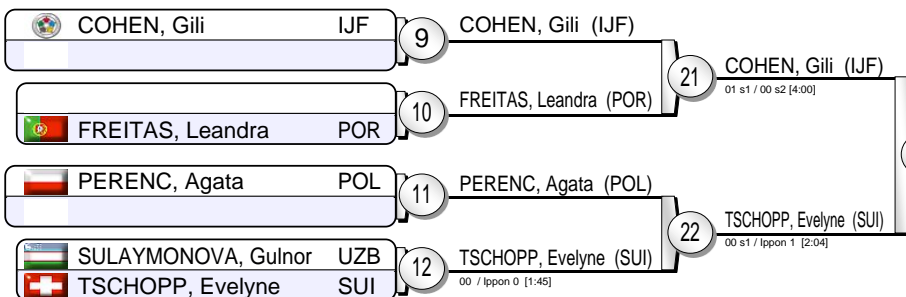 COHEN, Gili IJF
9
COHEN, Gili (IJF)
21
COHEN, Gili (IJF)
01 s1 / 00 s2 [4:00]
10
FREITAS, Leandra (POR)
FREITAS, Leandra POR
PERENC, Agata POL
11
PERENC, Agata (POL)
22
TSCHOPP, Evelyne (SUI)
00 s1 / Ippon 1 [2:04]
SULAYMONOVA, Gulnor UZB
12
TSCHOPP, Evelyne (SUI)
00 / Ippon 0 [1:45]
TSCHOPP, Evelyne SUI